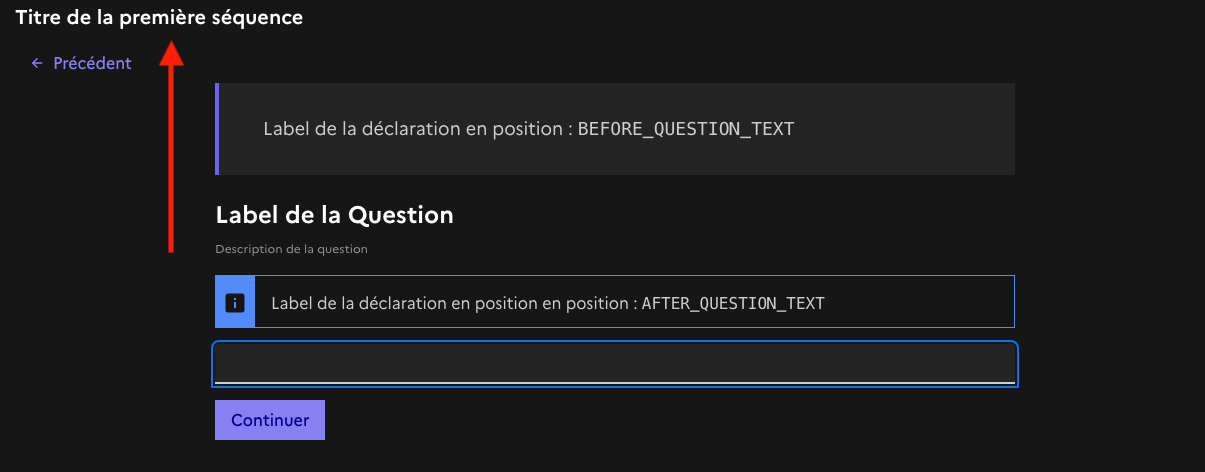 Titre de la première séquence
← Précédent
Label de la déclaration en position : BEFORE_QUESTION_TEXT
Label de la Question
Description de la question
i
Label de la déclaration en position en position : AFTER_QUESTION_TEXT
Continuer